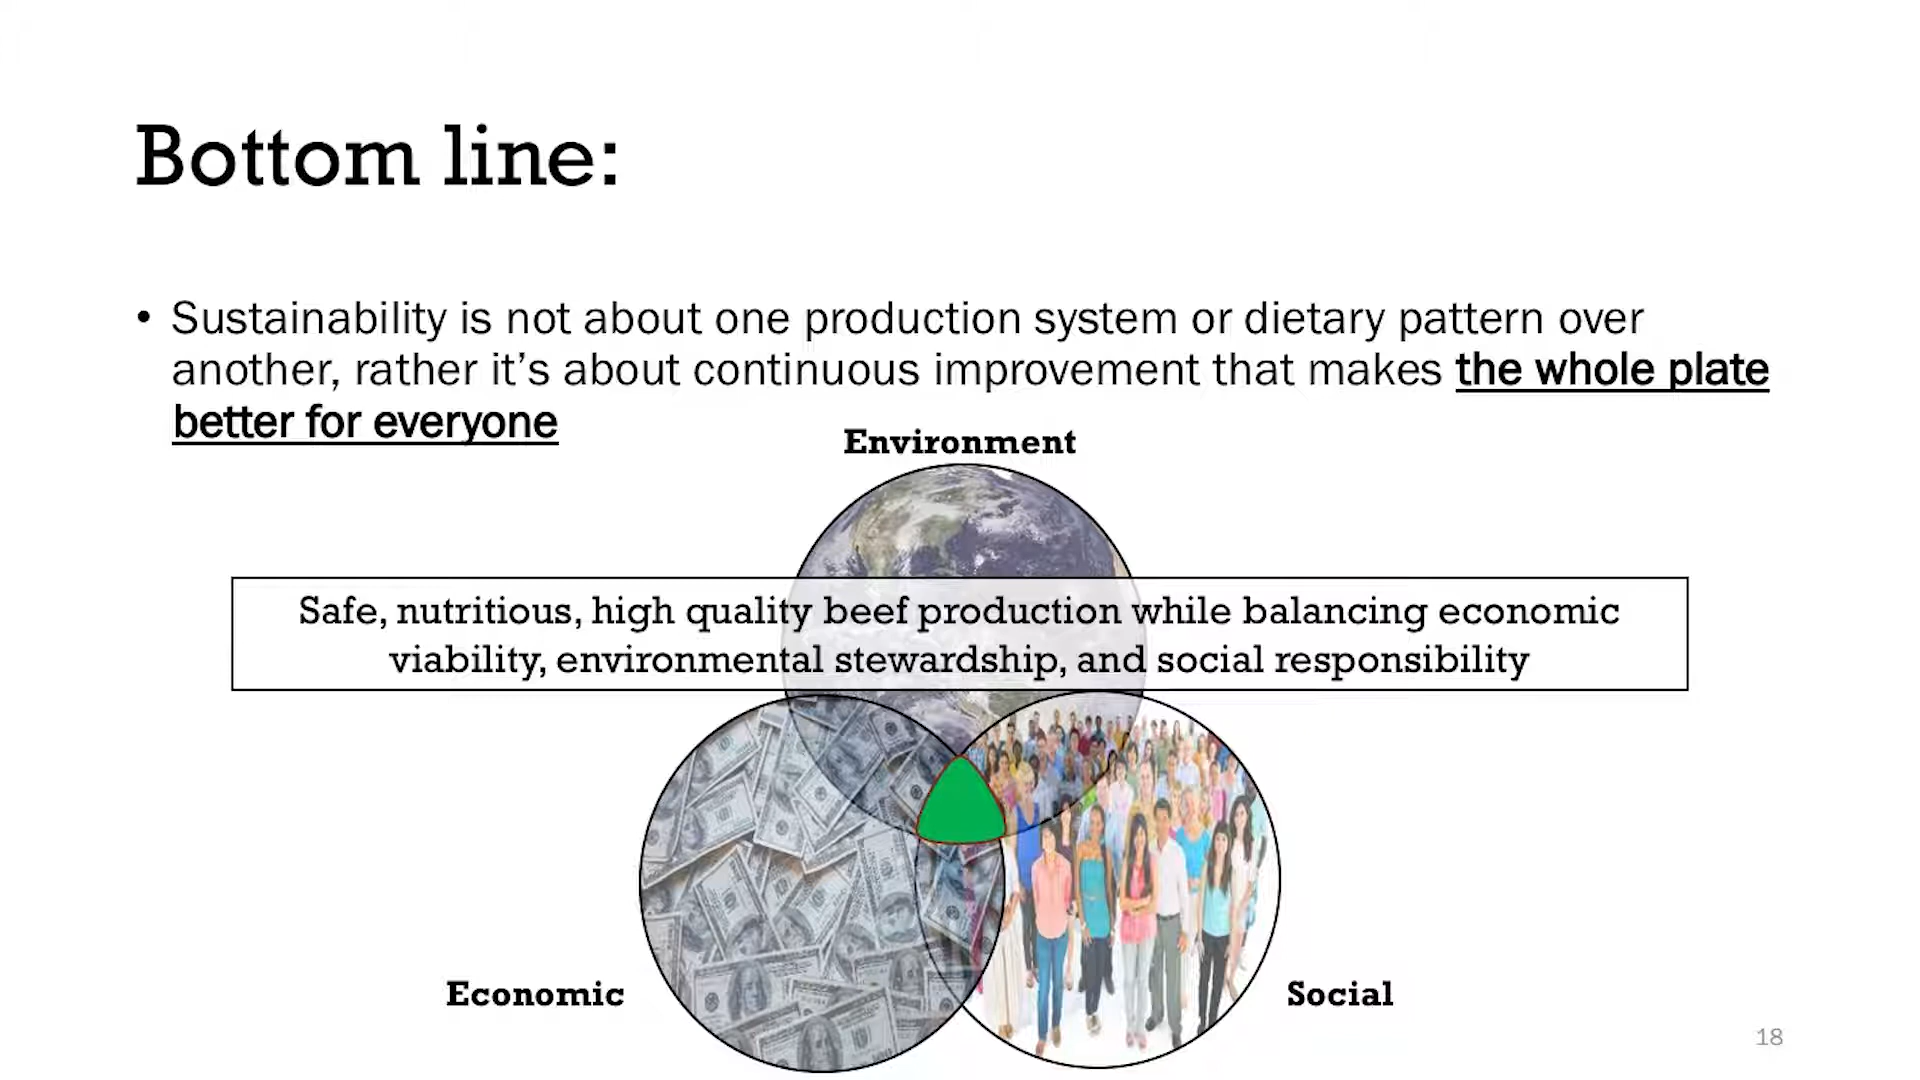 Bottom line:
• Sustainability is not about one production system or dietary pattern over
another, rather it’s about continuous improvement that makes the whole plate
better for everyone
Environment
Safe, nutritious, high quality beef production while balancing economic
viability, environmental stewardship, and social responsibility
Economic
Social
18